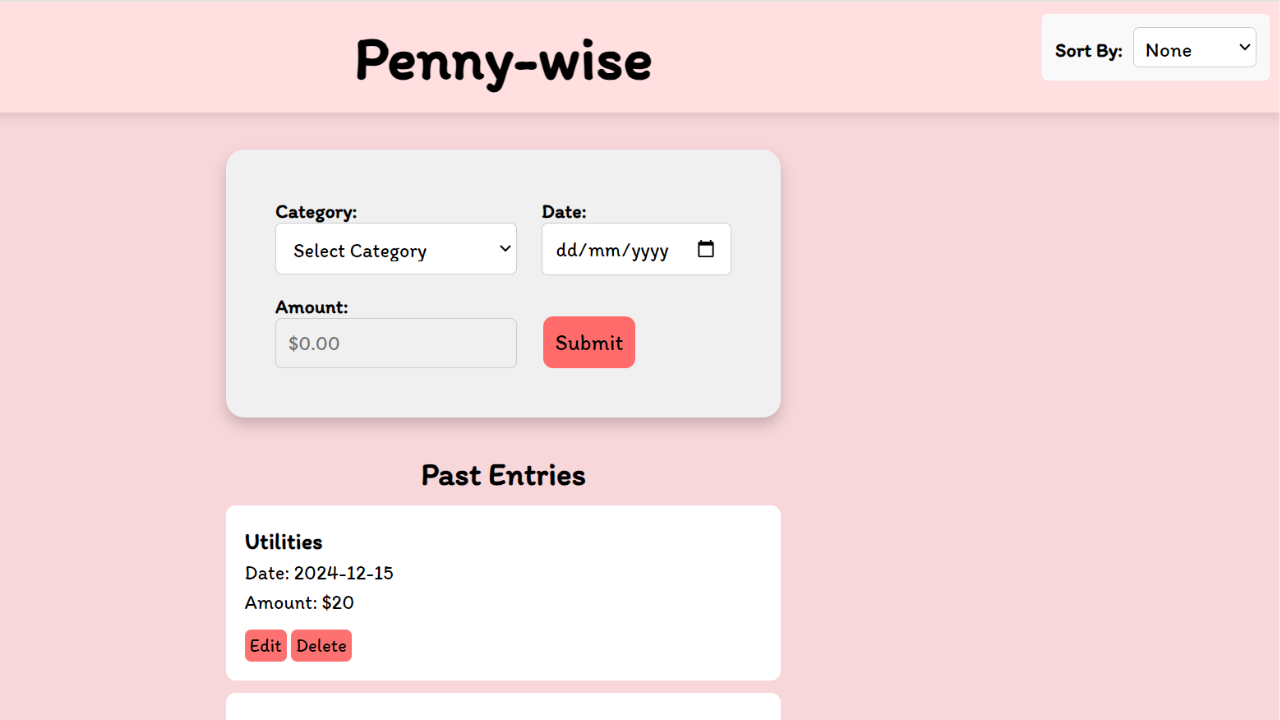 Penny-wise
Sort By: None
Category: Date:
Select Category dd/mm/yyyy
Amount:
$0.00 Submit
Past Entries
Utilities
Date: 2024-12-15
Amount: $20
Edit Delete